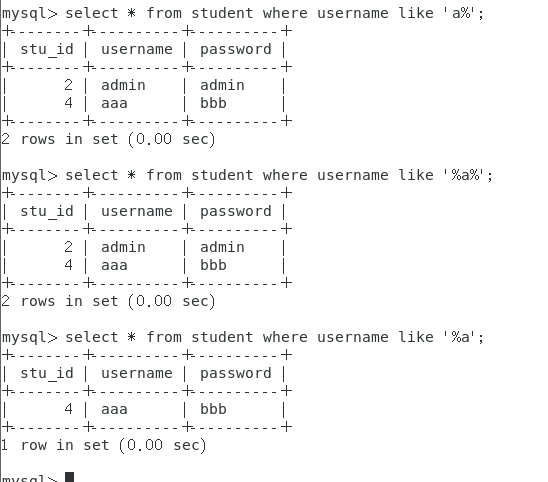 mysql> select * from student where username like 'a%';
+--------+----------+----------+
| stu_id | username | password |
+--------+----------+----------+
|      2 | admin    | admin    |
|      4 | aaa      | bbb      |
+--------+----------+----------+
2 rows in set (0.00 sec)
mysql> select * from student where username like '%a%';
+--------+----------+----------+
| stu_id | username | password |
+--------+----------+----------+
|      2 | admin    | admin    |
|      4 | aaa      | bbb      |
+--------+----------+----------+
2 rows in set (0.00 sec)
mysql> select * from student where username like '%a';
+--------+----------+----------+
| stu_id | username | password |
+--------+----------+----------+
|      4 | aaa      | bbb      |
+--------+----------+----------+
1 row in set (0.00 sec)
mysql>